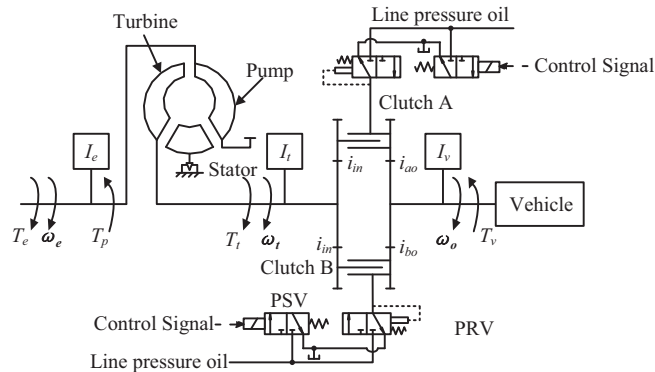 Line pressure oil
Turbine
Pump
Control Signal
Clutch A
Stator
I_e
I_t
i_in
i_ao
I_v
Vehicle
T_e
ω_e
T_p
T_t
ω_t
i_in
i_bo
ω_o
T_v
Clutch B
PSV
Control Signal
PRV
Line pressure oil